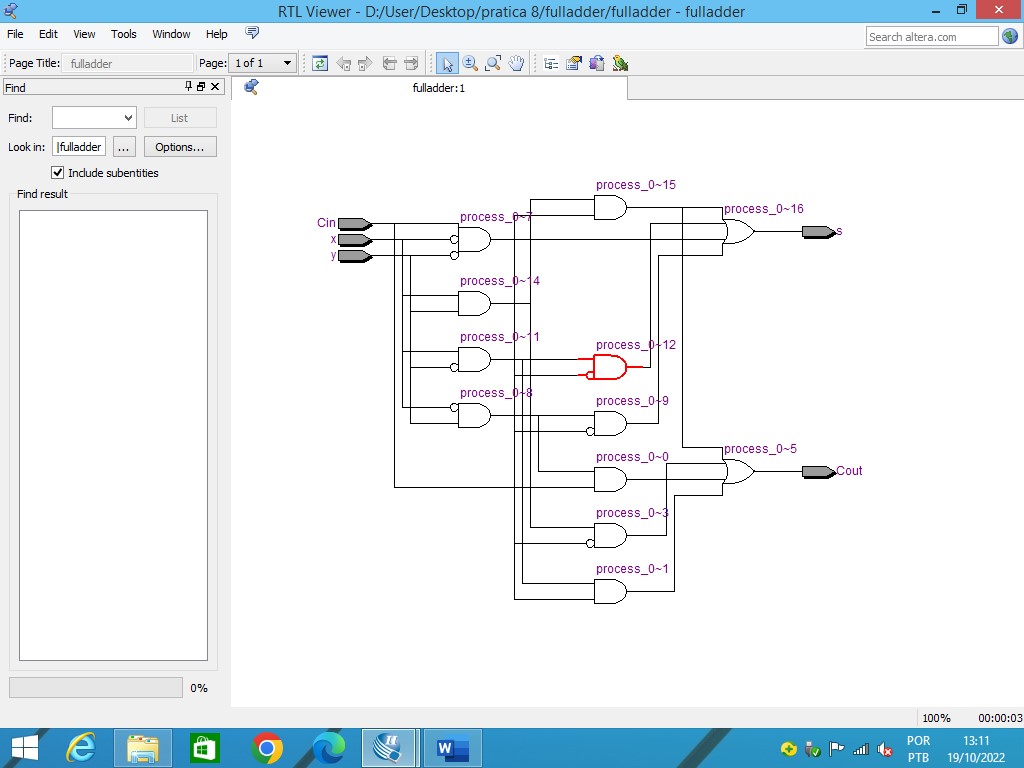 RTL Viewer - D:/User/Desktop/pratica 8/fulladder/fulladder - fulladder
File Edit View Tools Window Help
Search altera.com
Page Title: fulladder Page: 1 of 1
Find
fulladder:1
Find: List
Look in: |fulladder ... Options...
Include subentities
Find result
process_0~15
process_0~16
Cin
process_0~7
x
s
y
process_0~14
process_0~11
process_0~12
process_0~8
process_0~9
process_0~0
process_0~5
Cout
process_0~3
process_0~1
0%
100% 00:00:03
W
POR
PTB
13:11
19/10/2022